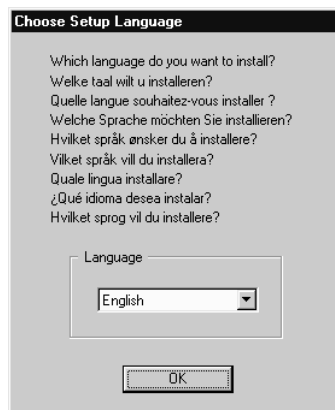 Choose Setup Language
Which language do you want to install?
Welke taal wilt u installeren?
Quelle langue souhaitez-vous installer ?
Welche Sprache möchten Sie installieren?
Hvilket språk ønsker du å installere?
Vilket språk vill du installera?
Quale lingua installare?
¿Qué idioma desea instalar?
Hvilket sprog vil du installere?
Language
English
OK